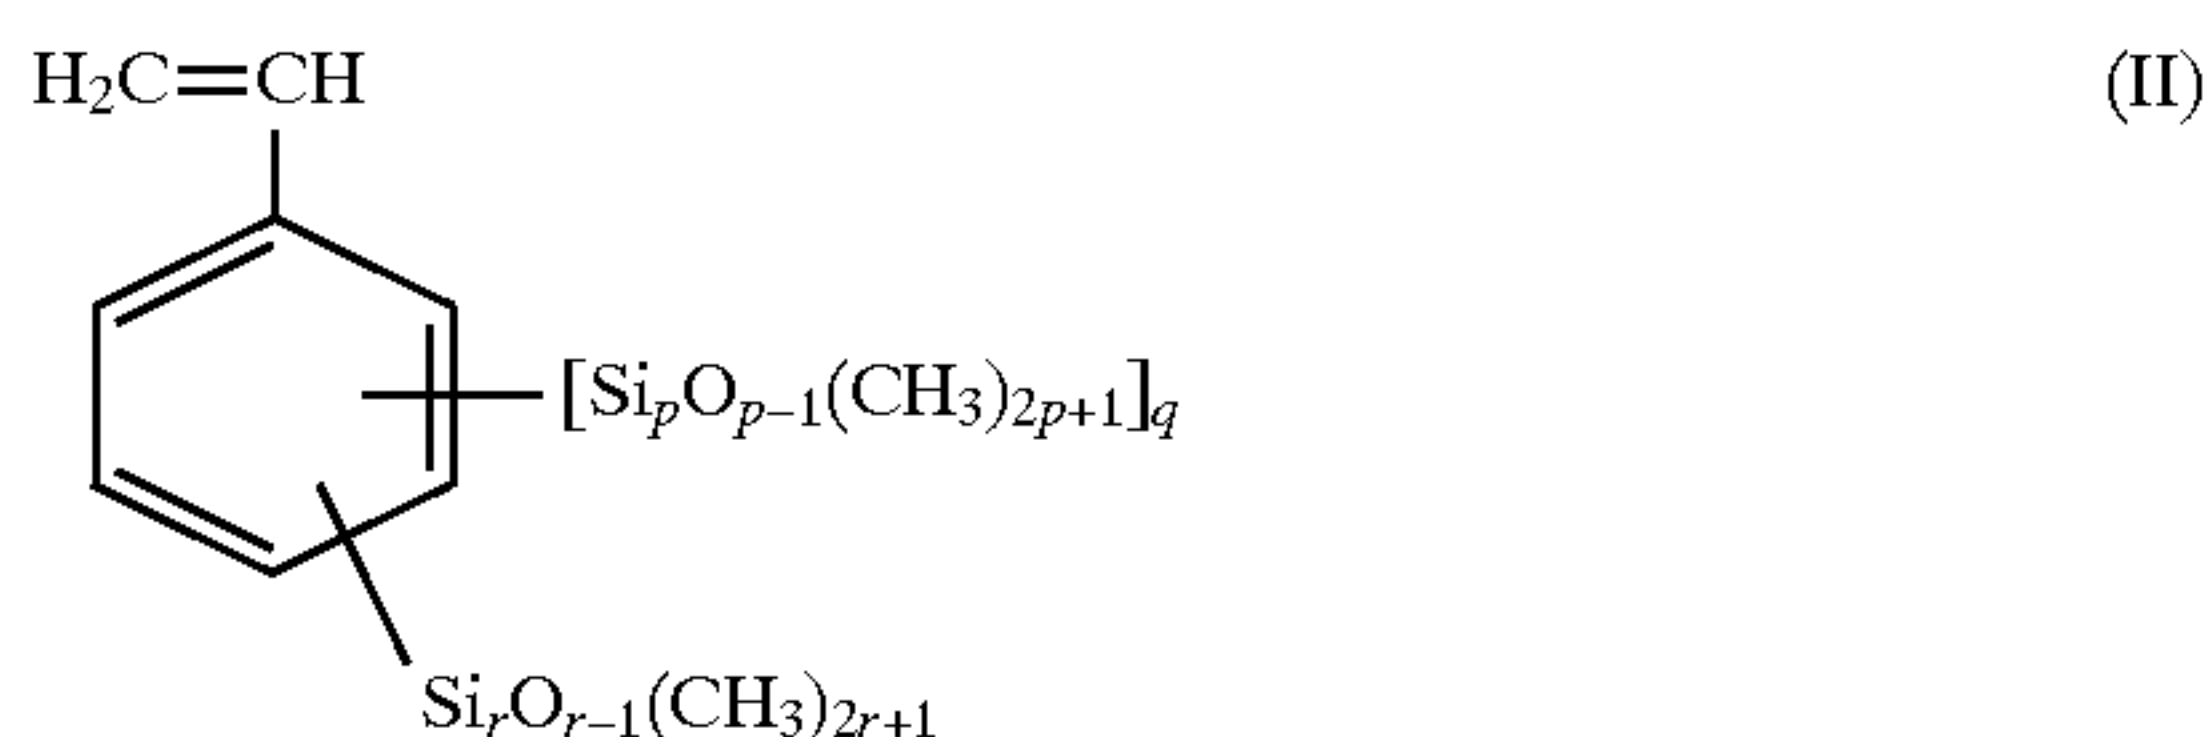 H₂C=CH (II)
[SiₚOₚ₋₁(CH₃)₂ₚ₊₁]q
SiᵣOᵣ₋₁(CH₃)₂ᵣ₊₁